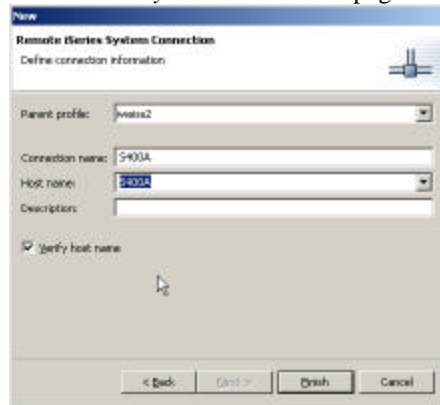 New
Remote iSeries System Connection
Define connection information
Parent profile: iweiss2
Connection name: S400A
Host name: S400A
Description:
Verify host name
< Back Next > Finish Cancel